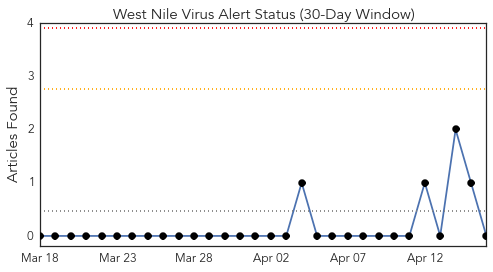 West Nile Virus Alert Status (30-Day Window)
Articles Found
4
3
2
1
0
Mar 18 Mar 23 Mar 28 Apr 02 Apr 07 Apr 12